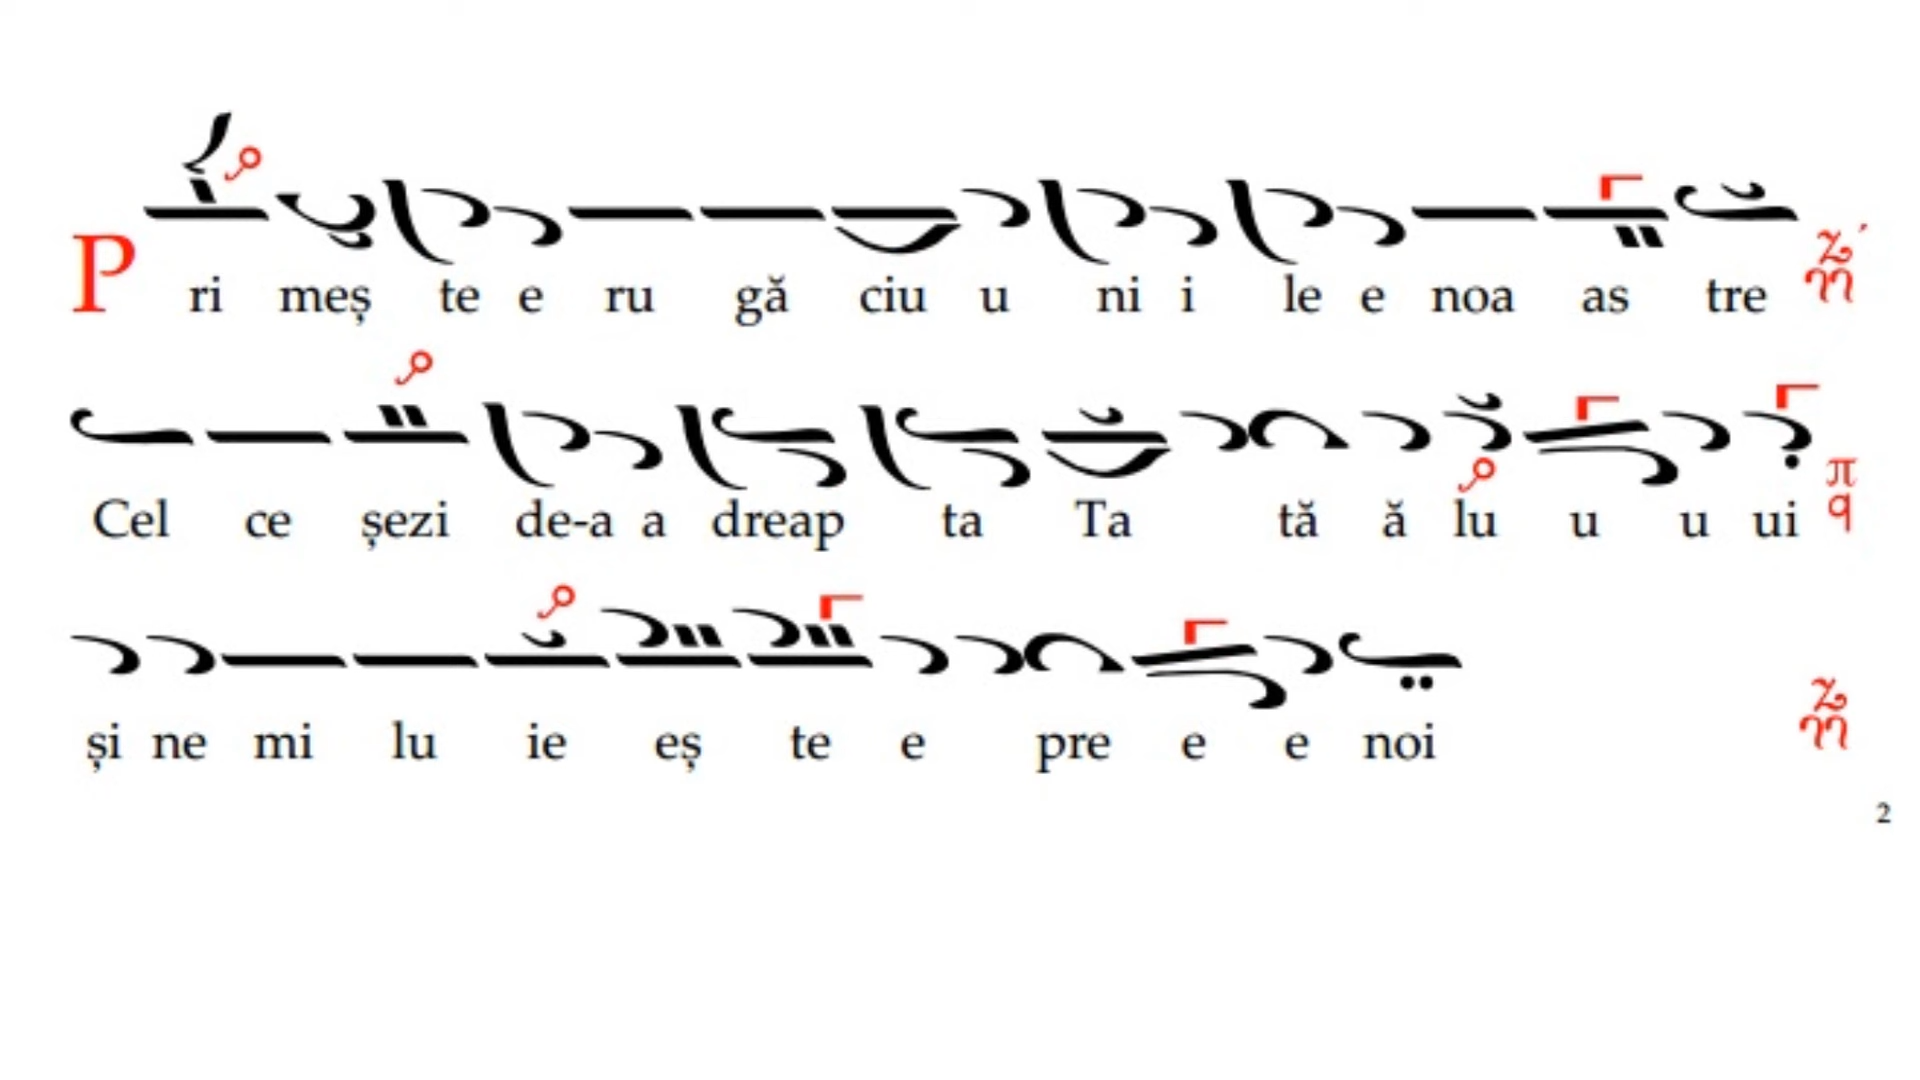 Pri meș te e ru gă ciu u ni i le e noa as tre
Cel ce șezi de-a a dreap ta Ta tă ă lu u u ui π q
și ne mi lu ie eș te e pre e e noi
2